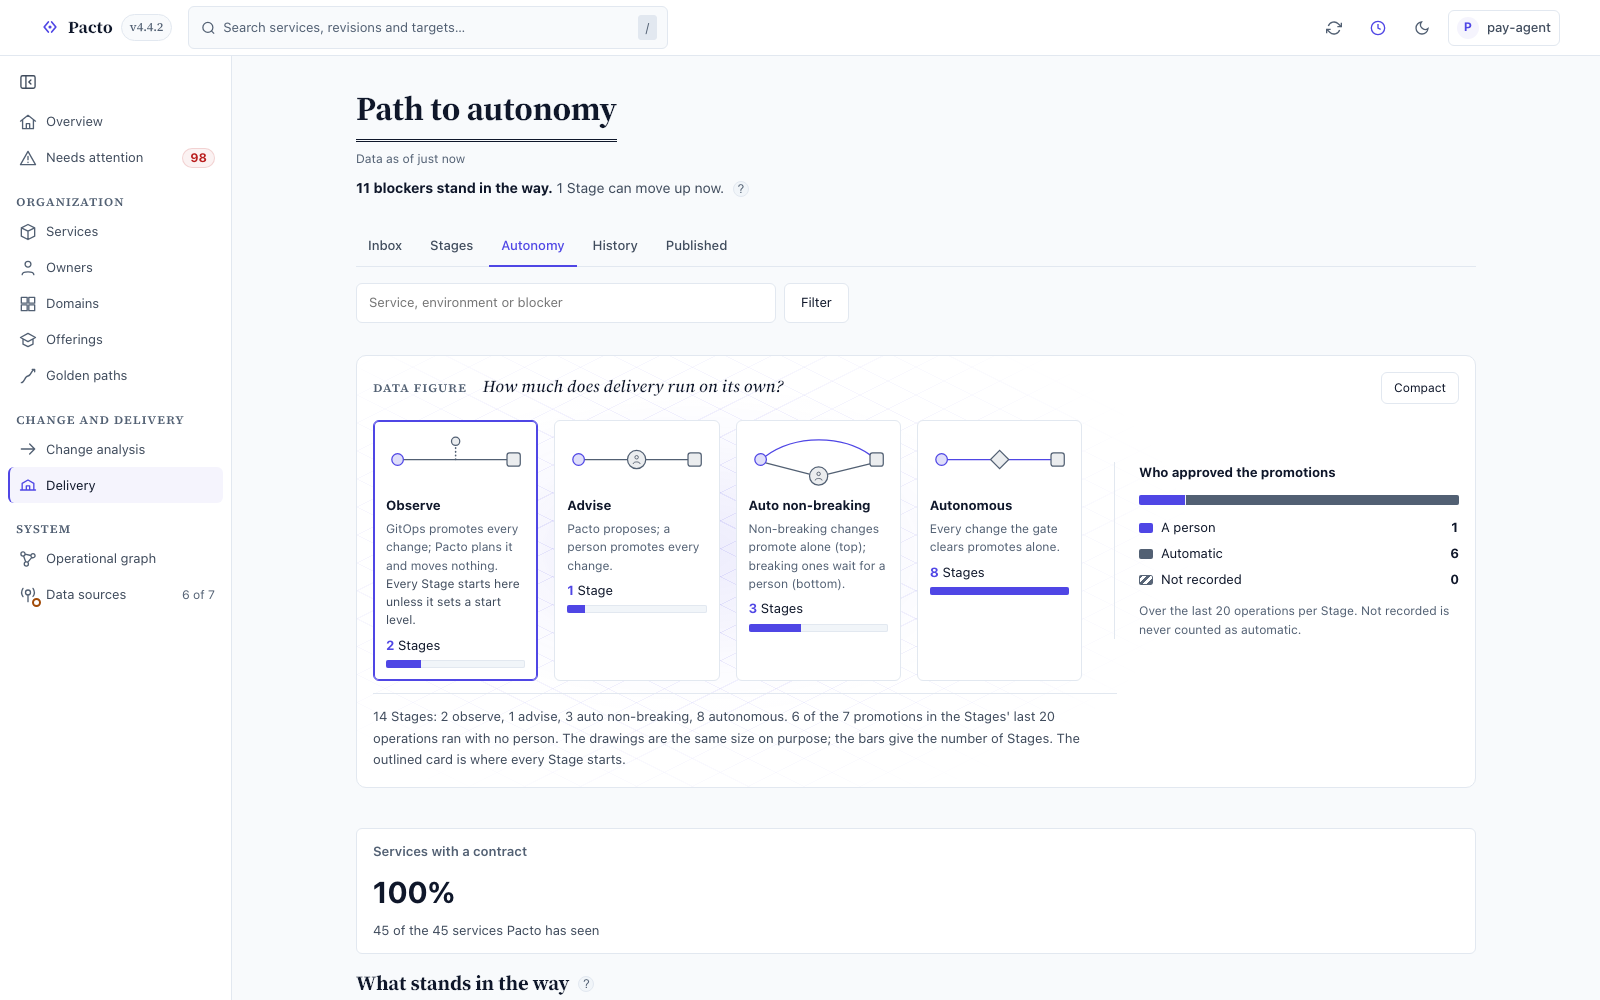 Pacto
v4.4.2
Search services, revisions and targets...
/
P
pay-agent
Overview
Needs attention
98
ORGANIZATION
Services
Owners
Domains
Offerings
Golden paths
CHANGE AND DELIVERY
Change analysis
Delivery
SYSTEM
Operational graph
Data sources
6 of 7
Path to autonomy
Data as of just now
11 blockers stand in the way. 1 Stage can move up now. ?
Inbox
Stages
Autonomy
History
Published
Service, environment or blocker
Filter
DATA FIGURE
How much does delivery run on its own?
Compact
Observe
GitOps promotes every
change; Pacto plans it
and moves nothing.
Every Stage starts here
unless it sets a start
level.
2 Stages
Advise
Pacto proposes; a
person promotes every
change.
1 Stage
Auto non-breaking
Non-breaking changes
promote alone (top);
breaking ones wait for a
person (bottom).
3 Stages
Autonomous
Every change the gate
clears promotes alone.
8 Stages
Who approved the promotions
A person 1
Automatic 6
Not recorded 0
Over the last 20 operations per Stage. Not recorded is
never counted as automatic.
14 Stages: 2 observe, 1 advise, 3 auto non-breaking, 8 autonomous. 6 of the 7 promotions in the Stages' last 20
operations ran with no person. The drawings are the same size on purpose; the bars give the number of Stages. The
outlined card is where every Stage starts.
Services with a contract
100%
45 of the 45 services Pacto has seen
What stands in the way ?